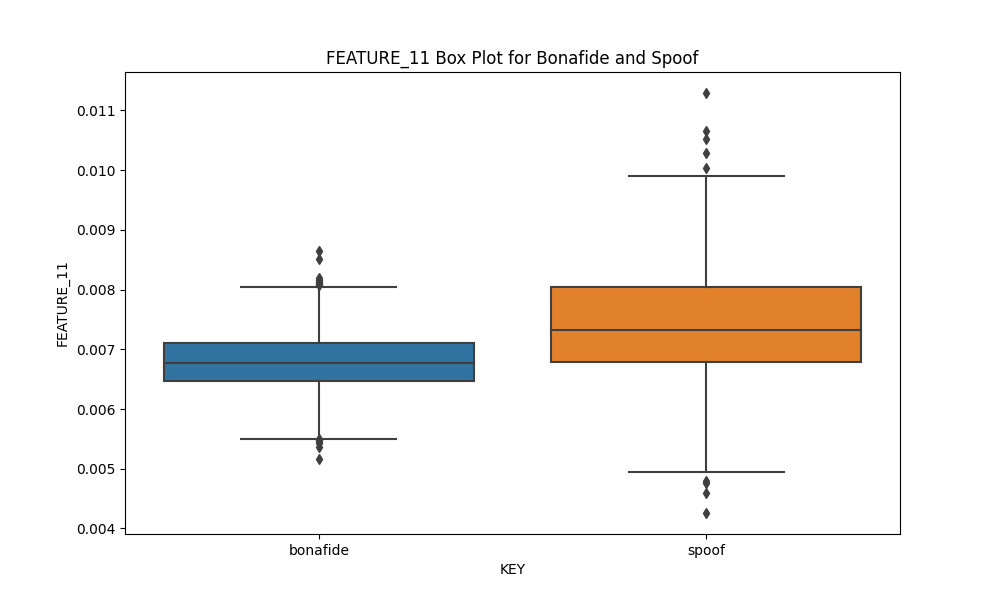 FEATURE_11 Box Plot for Bonafide and Spoof
0.011
0.010
0.009
0.008
0.007
0.006
0.005
0.004
FEATURE_11
bonafide
spoof
KEY